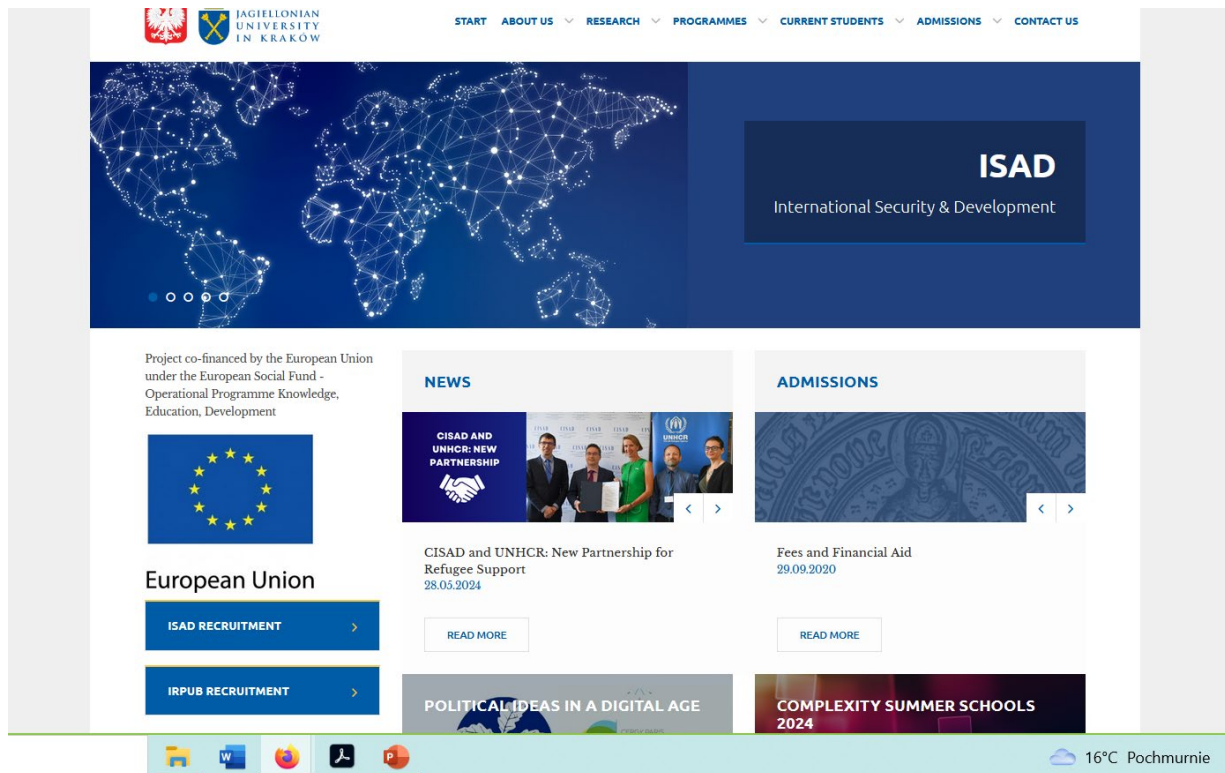 JAGIELLONIAN
UNIVERSITY
IN KRAKÓW
START ABOUT US RESEARCH PROGRAMMES CURRENT STUDENTS ADMISSIONS CONTACT US
ISAD
International Security & Development
Project co-financed by the European Union
under the European Social Fund -
Operational Programme Knowledge,
Education, Development
European Union
ISAD RECRUITMENT
IRPUB RECRUITMENT
NEWS
CISAD AND
UNHCR: NEW
PARTNERSHIP
UNHCR
CISAD and UNHCR: New Partnership for
Refugee Support
28.05.2024
READ MORE
POLITICAL IDEAS IN A DIGITAL AGE
ADMISSIONS
Fees and Financial Aid
29.09.2020
READ MORE
COMPLEXITY SUMMER SCHOOLS
2024
16°C Pochmurnie